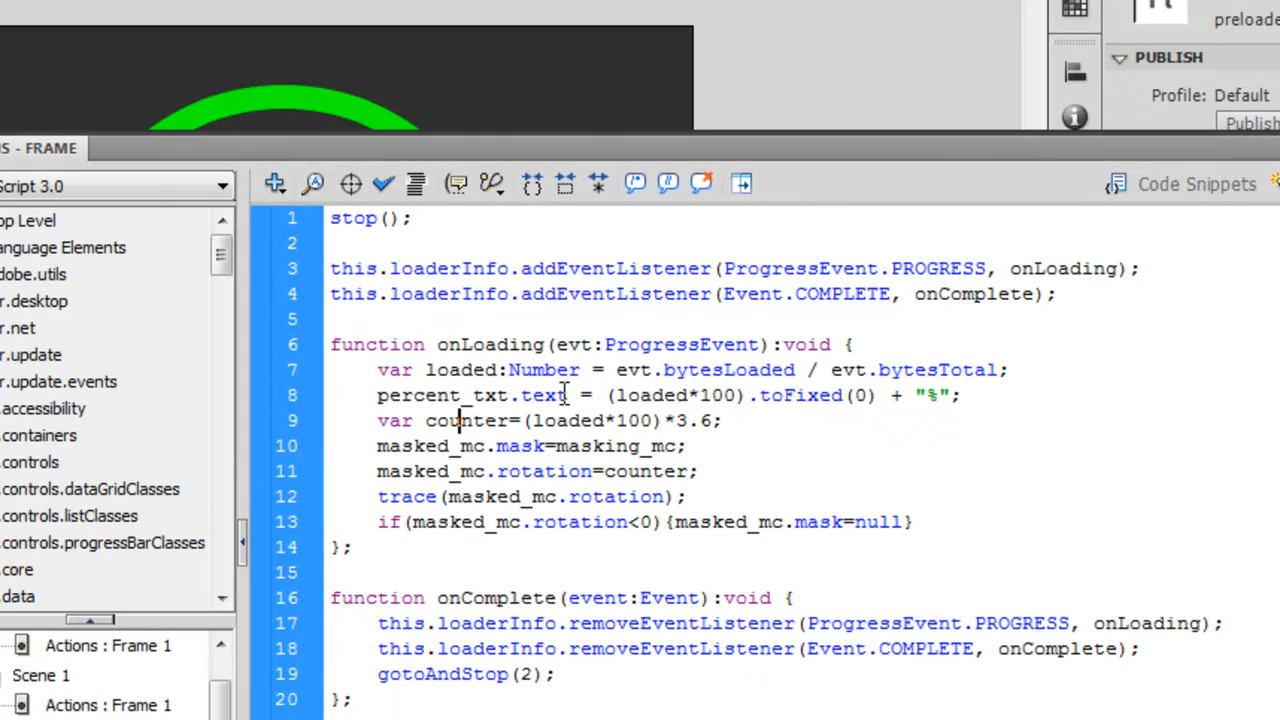 preloade
PUBLISH
Profile: Default
Publish
S - FRAME
Script 3.0
Code Snippets
op Level
anguage Elements
dobe.utils
r.desktop
r.net
r.update
r.update.events
.accessibility
.containers
.controls
.controls.dataGridClasses
.controls.listClasses
.controls.progressBarClasses
.core
.data
Actions : Frame 1
Scene 1
Actions : Frame 1
1 stop();
2
3 this.loaderInfo.addEventListener(ProgressEvent.PROGRESS, onLoading);
4 this.loaderInfo.addEventListener(Event.COMPLETE, onComplete);
5
6 function onLoading(evt:ProgressEvent):void {
7 var loaded:Number = evt.bytesLoaded / evt.bytesTotal;
8 percent_txt.text = (loaded*100).toFixed(0) + "%";
9 var counter=(loaded*100)*3.6;
10 masked_mc.mask=masking_mc;
11 masked_mc.rotation=counter;
12 trace(masked_mc.rotation);
13 if(masked_mc.rotation<0){masked_mc.mask=null}
14 };
15
16 function onComplete(event:Event):void {
17 this.loaderInfo.removeEventListener(ProgressEvent.PROGRESS, onLoading);
18 this.loaderInfo.removeEventListener(Event.COMPLETE, onComplete);
19 gotoAndStop(2);
20 };